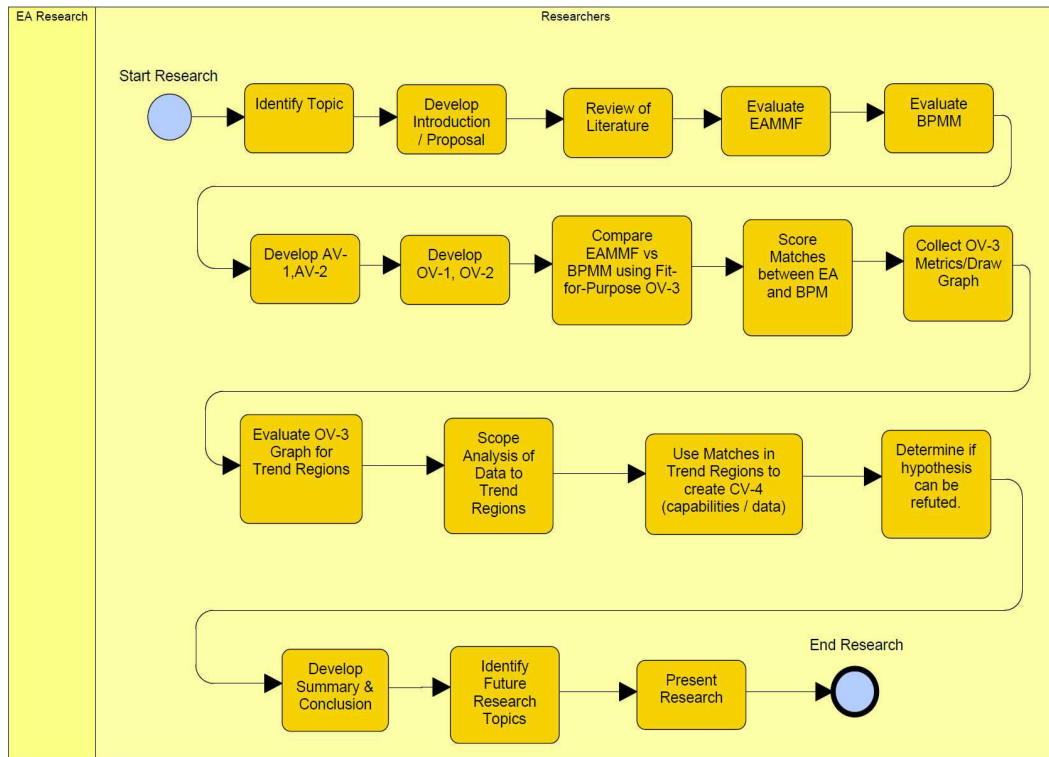 EA Research
Researchers
Start Research
Identify Topic
Develop
Introduction
/ Proposal
Review of
Literature
Evaluate
EAMMF
Evaluate
BPMM
Develop AV-
1,AV-2
Develop
OV-1, OV-2
Compare
EAMMF vs
BPMM using Fit-
for-Purpose OV-3
Score
Matches
between EA
and BPM
Collect OV-3
Metrics/Draw
Graph
Evaluate OV-3
Graph for
Trend Regions
Scope
Analysis of
Data to
Trend
Regions
Use Matches in
Trend Regions to
create CV-4
(capabilities / data)
Determine if
hypothesis
can be
refuted.
Develop
Summary &
Conclusion
Identify
Future
Research
Topics
Present
Research
End Research